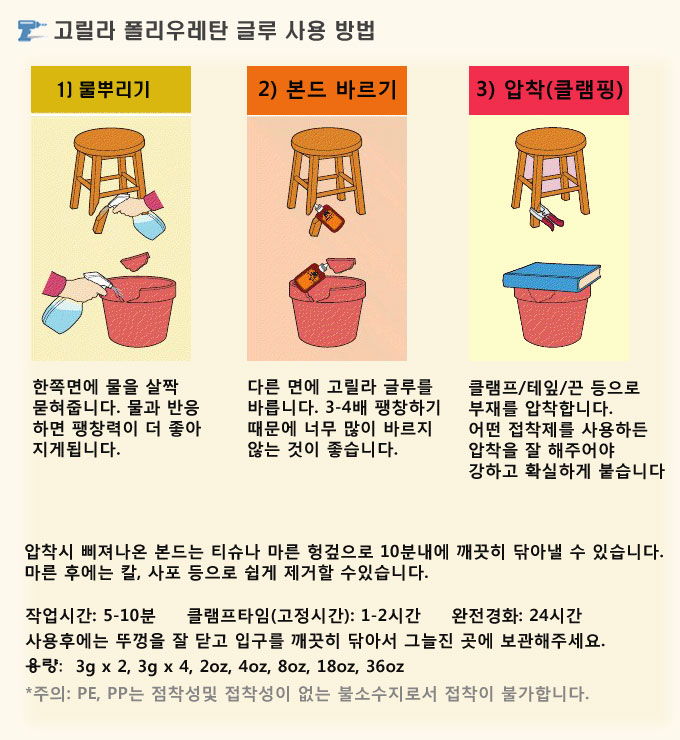 고릴라 폴리우레탄 글루 사용 방법
1) 물뿌리기
2) 본드 바르기
3) 압착(클램핑)
한쪽면에 물을 살짝
묻혀줍니다. 물과 반응
하면 팽창력이 더 좋아
지게됩니다.
다른 면에 고릴라 글루를
바릅니다. 3-4배 팽창하기
때문에 너무 많이 바르지
않는 것이 좋습니다.
클램프/테잎/끈 등으로
부재를 압착합니다.
어떤 접착제를 사용하든
압착을 잘 해주어야
강하고 확실하게 붙습니다
압착시 삐져나온 본드는 티슈나 마른 헝겊으로 10분내에 깨끗히 닦아낼 수 있습니다.
마른 후에는 칼, 사포 등으로 쉽게 제거할 수있습니다.
작업시간: 5-10분 클램프타임(고정시간): 1-2시간 완전경화: 24시간
사용후에는 뚜껑을 잘 닫고 입구를 깨끗히 닦아서 그늘진 곳에 보관해주세요.
용량: 3g x 2, 3g x 4, 2oz, 4oz, 8oz, 18oz, 36oz
*주의: PE, PP는 점착성및 접착성이 없는 불소수지로서 접착이 불가합니다.